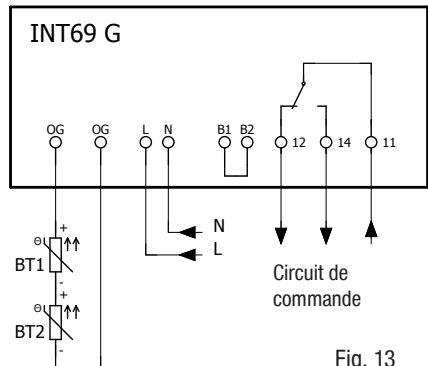 INT69 G
OG OG L N B1 B2 12 14 11
N
L
Θ + BT1 -
Θ + BT2 -
Circuit de
commande
Fig. 13